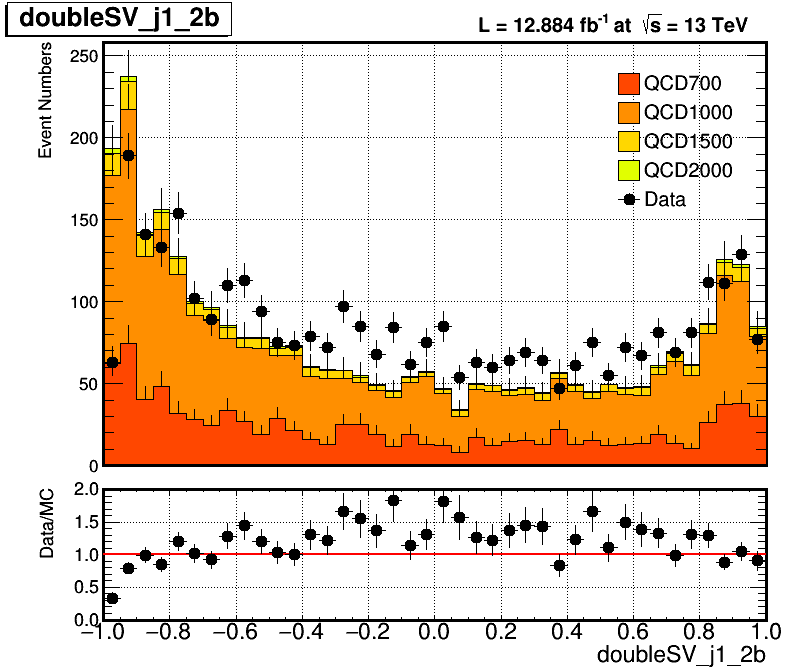 doubleSV_j1_2b
L = 12.884 fb-1 at √s = 13 TeV
Event Numbers
250
200
150
100
50
0
QCD700
QCD1000
QCD1500
QCD2000
Data
Data/MC
2.0
1.5
1.0
0.5
0.0
−1.0 −0.8 −0.6 −0.4 −0.2 0.0 0.2 0.4 0.6 0.8 1.0
doubleSV_j1_2b